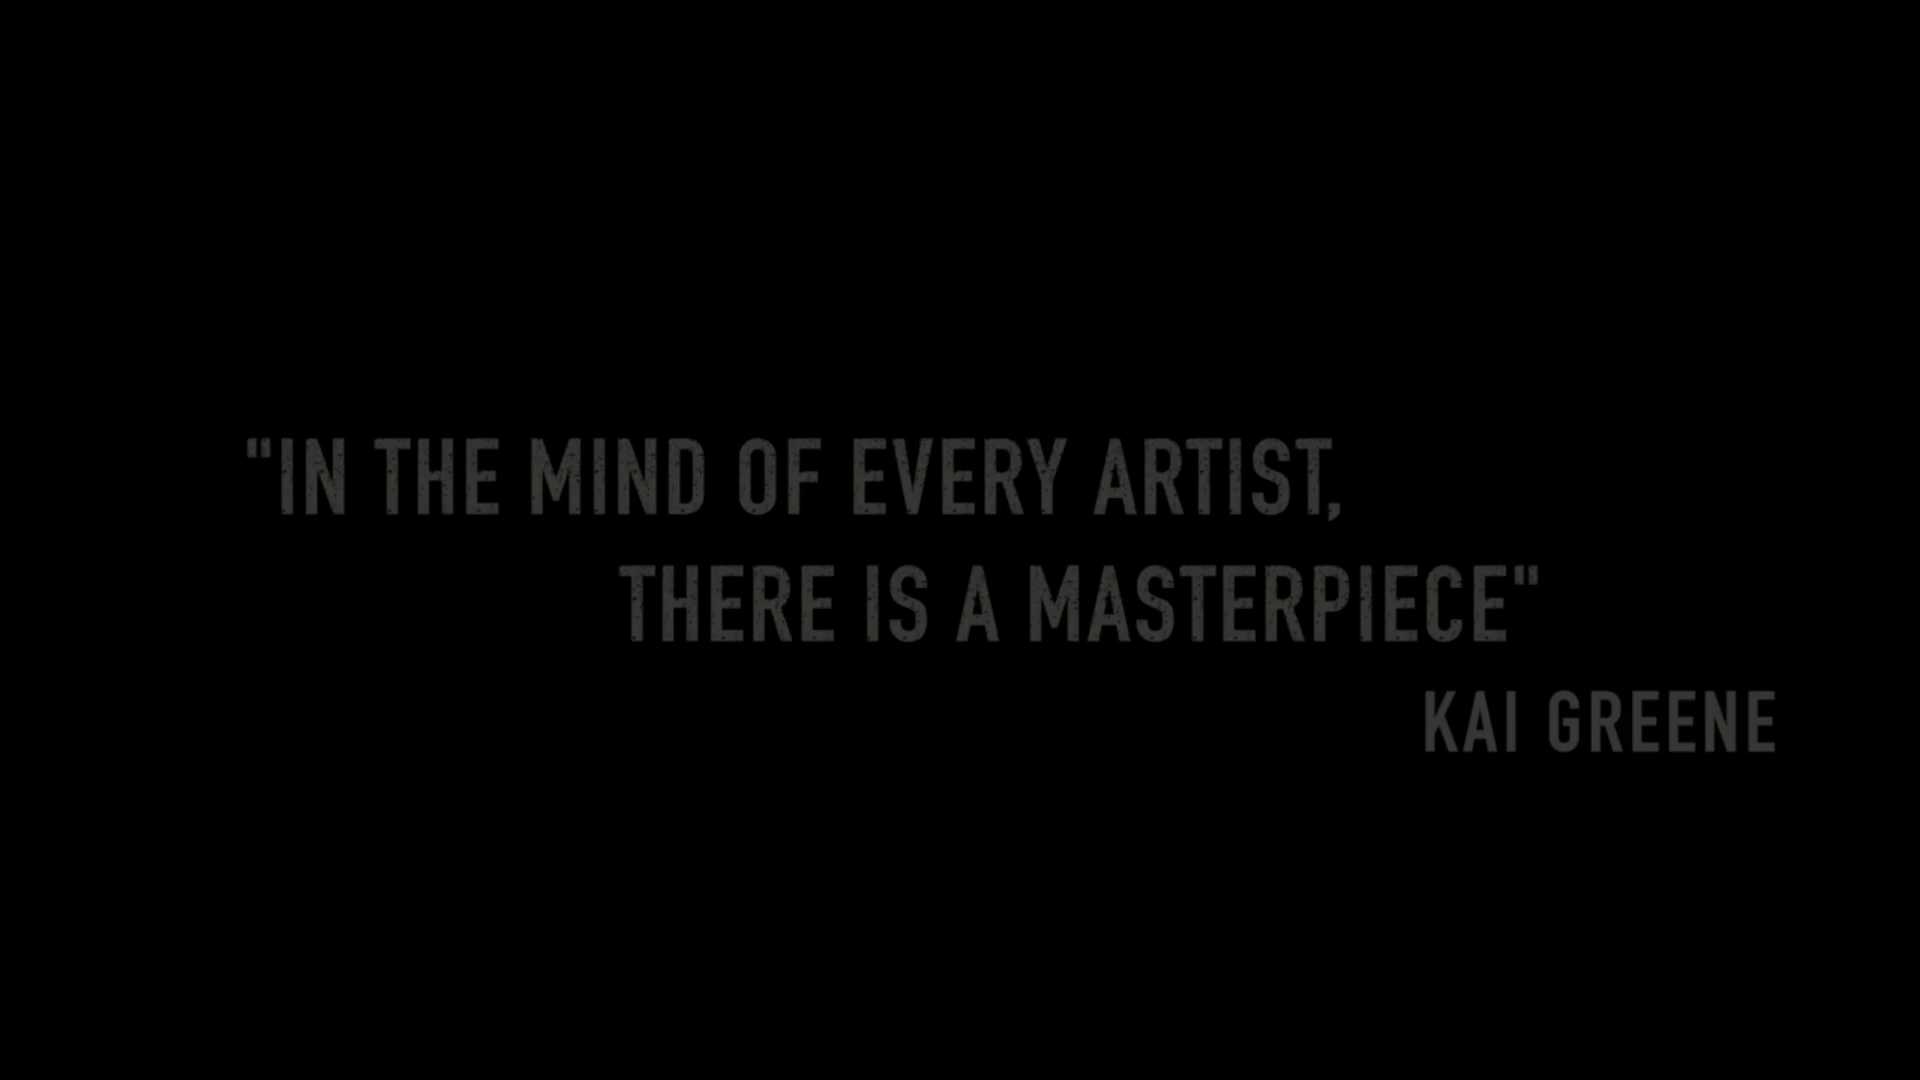 "IN THE MIND OF EVERY ARTIST,
THERE IS A MASTERPIECE"
KAI GREENE